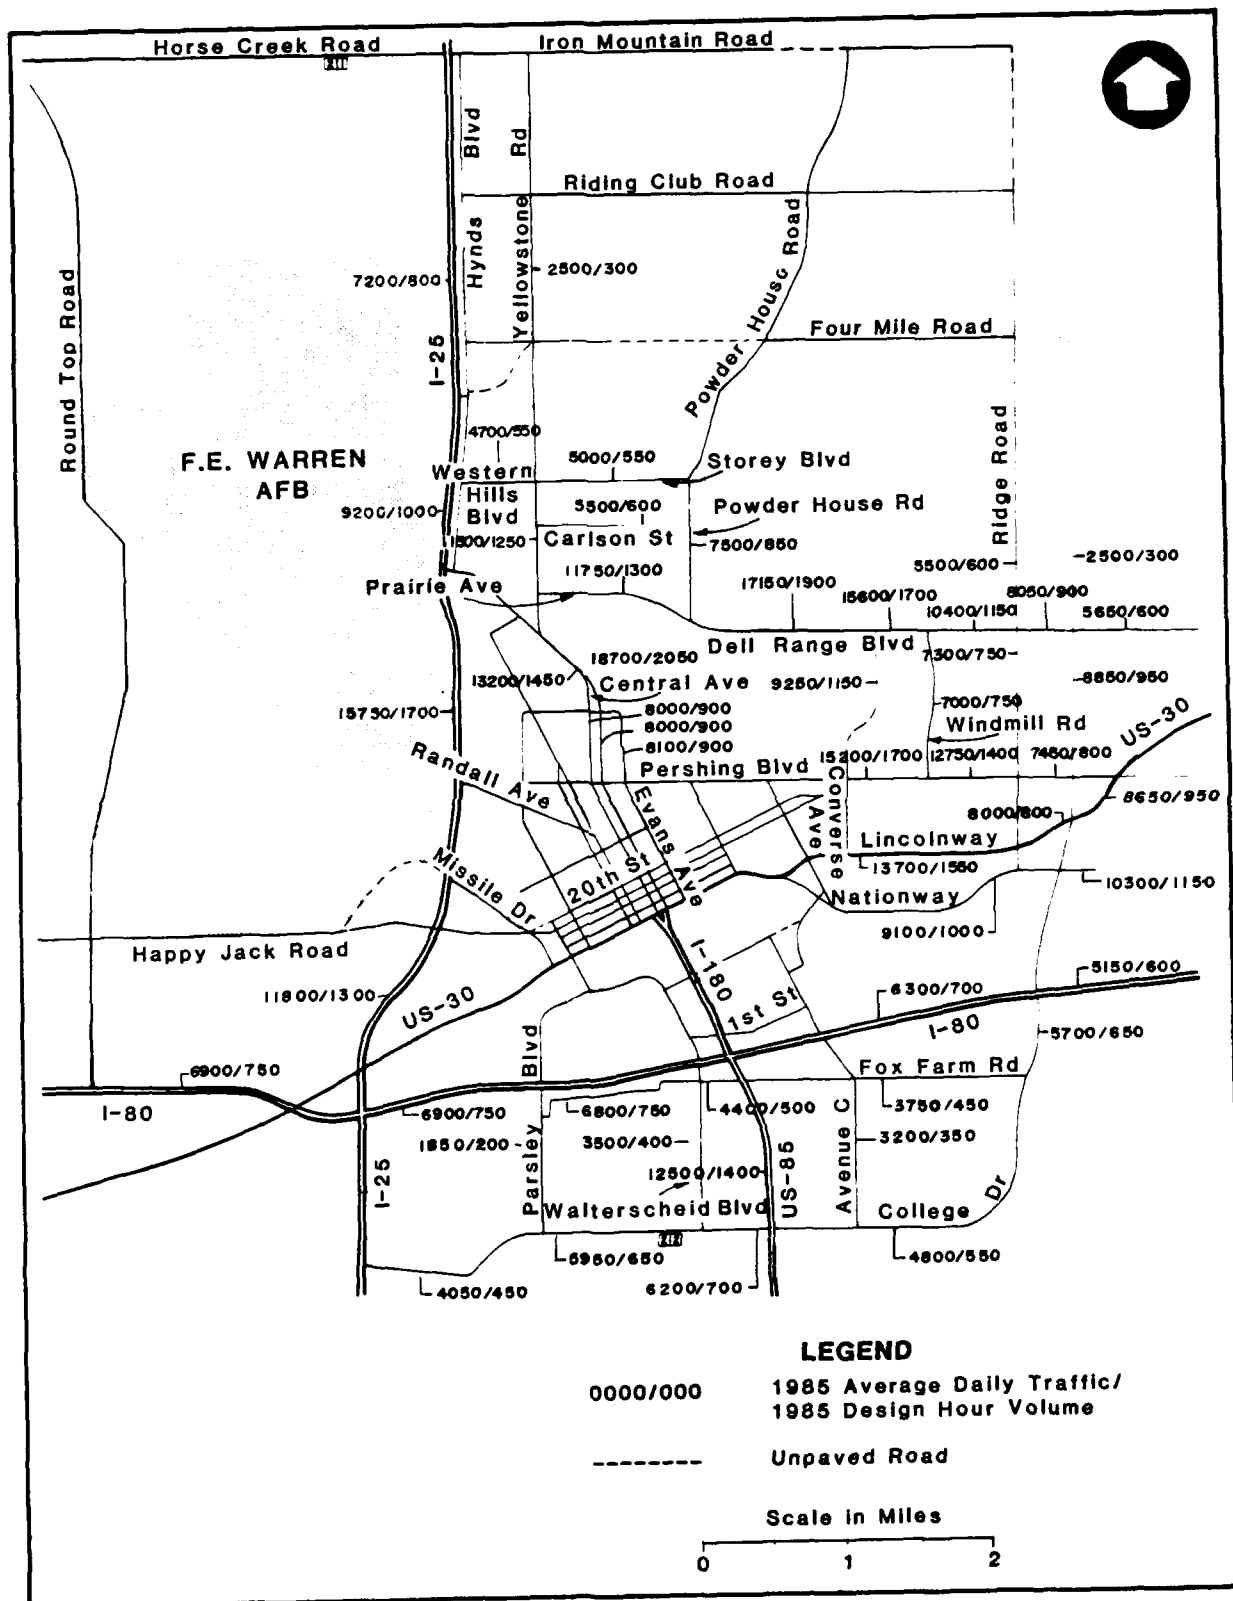 Horse Creek Road
Iron Mountain Road
211
Blvd
Rd
Riding Club Road
Hynds
Yellowstone
Powder House Road
2500/300
7200/800
Round Top Road
I-25
Four Mile Road
Ridge Road
4700/550
F.E. WARREN
AFB
Western
Hills
Blvd
5000/550
Storey Blvd
9200/1000
5500/600
Powder House Rd
Carlson St
7500/850
5500/600
2500/300
11750/1300
Prairie Ave
17150/1900
15600/1700
8050/900
10400/1150
5650/600
Dell Range Blvd
18700/2050
7300/750
13200/1450
Central Ave
9250/1150
8850/950
15750/1700
8000/900
8000/900
8100/900
7000/750
Windmill Rd
US-30
Randall Ave
Pershing Blvd
15200/1700
12750/1400
7450/800
Evans Ave
Converse
Ave
8650/950
8000/800
Lincolnway
Missile Dr
20th St
13700/1550
Nationway
10300/1150
9100/1000
Happy Jack Road
I-180
11800/1300
US-30
1st St
6300/700
5150/600
I-80
5700/650
6900/750
Parsley Blvd
Fox Farm Rd
I-80
6900/750
6800/750
4400/500
3750/450
1850/200
3500/400
3200/350
12500/1400
I-25
US-85
Avenue C
Walterscheid Blvd
College Dr
212
5950/650
4800/550
4050/450
6200/700
LEGEND
0000/000
1985 Average Daily Traffic/
1985 Design Hour Volume
Unpaved Road
Scale in Miles
0 1 2